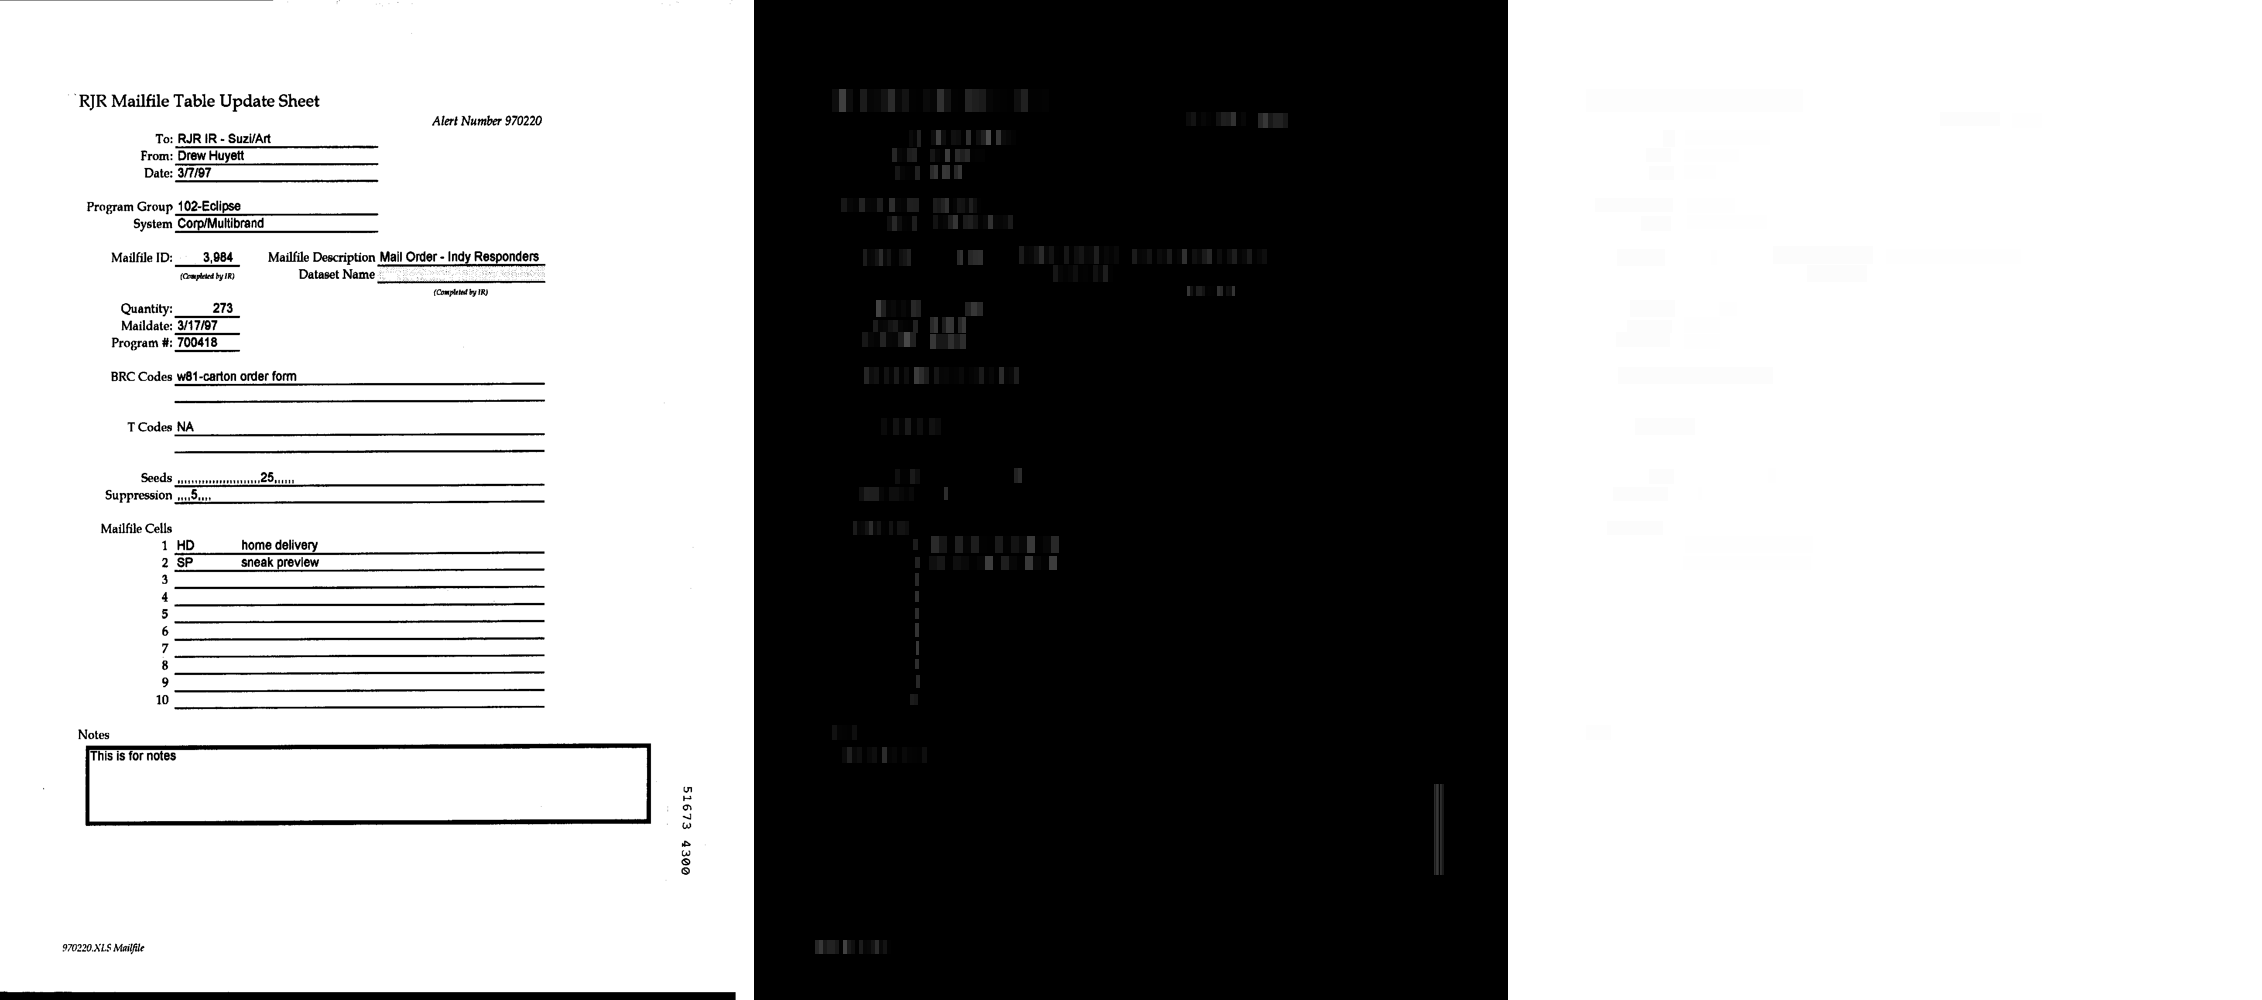 RJR Mailfile Table Update Sheet
Alert Number 970220
To: RJR IR - Suzi/Art
From: Drew Huyett
Date: 3/7/97
Program Group 102-Eclipse
System Corp/Multibrand
Mailfile ID: 3,984 Mailfile Description Mail Order - Indy Responders
(Completed by IR) Dataset Name
(Completed by IR)
Quantity: 273
Maildate: 3/17/97
Program #: 700418
BRC Codes w81-carton order form
T Codes NA
Seeds ,,,,,,,,,,,,,,,,,,,,,,,,25,,,,,,
Suppression ,,,,5,,,,
Mailfile Cells
1 HD home delivery
2 SP sneak preview
3
4
5
6
7
8
9
10
Notes
This is for notes
51673 4300
970220.XLS Mailfile